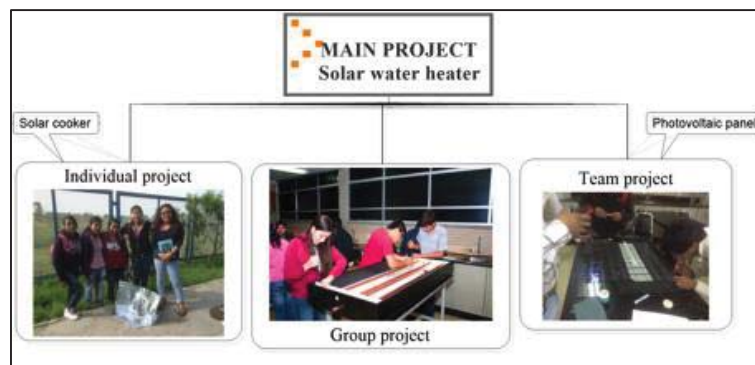 MAIN PROJECT
Solar water heater
Solar cooker
Photovoltaic panel
Individual project
Team project
Group project